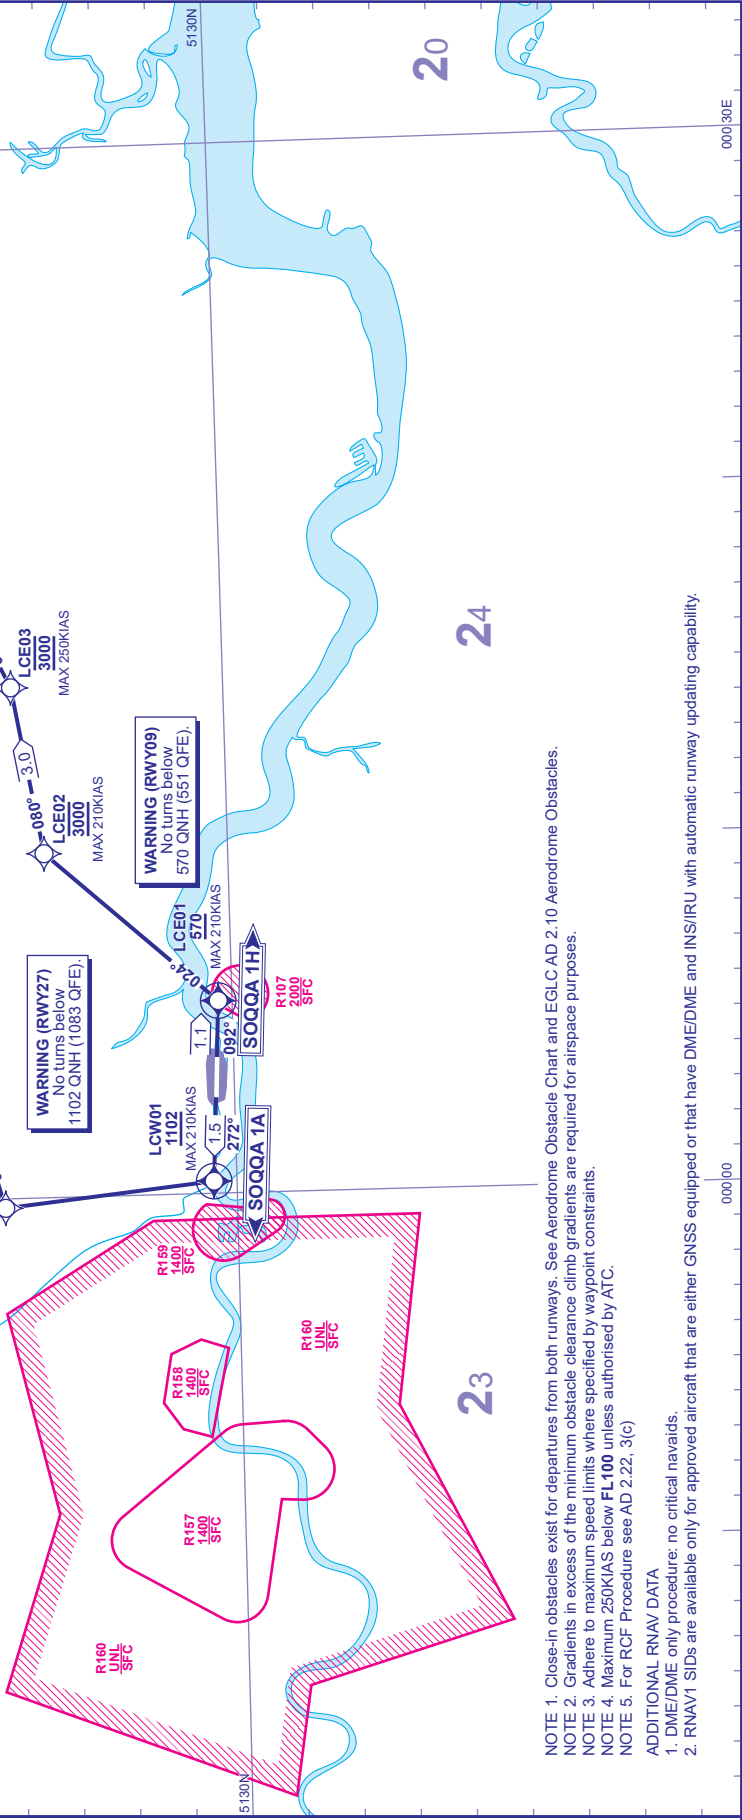 5130N
20
00030E
LCE03
3000
MAX 250KIAS
3.0
080°
LCE02
3000
MAX 210KIAS
24
WARNING (RWY09)
No turns below
570 QNH (551 QFE).
WARNING (RWY27)
No turns below
1102 QNH (1083 QFE).
LCE01
570
MAX 210KIAS
024°
1.1
092°
SOQQA 1H
R107
2000
SFC
LCW01
1102
MAX 210KIAS
1.5
272°
SOQQA 1A
00000
R159
1400
SFC
R158
1400
SFC
R160
UNL
SFC
23
R157
1400
SFC
R160
UNL
SFC
5130N
NOTE 1. Close-in obstacles exist for departures from both runways. See Aerodrome Obstacle Chart and EGLC AD 2.10 Aerodrome Obstacles.
NOTE 2. Gradients in excess of the minimum obstacle clearance climb gradients are required for airspace purposes.
NOTE 3. Adhere to maximum speed limits where specified by waypoint constraints.
NOTE 4. Maximum 250KIAS below FL100 unless authorised by ATC.
NOTE 5. For RCF Procedure see AD 2.22, 3(c)
ADDITIONAL RNAV DATA
1. DME/DME only procedure: no critical navaids.
2. RNAV1 SIDs are available only for approved aircraft that are either GNSS equipped or that have DME/DME and INS/IRU with automatic runway updating capability.